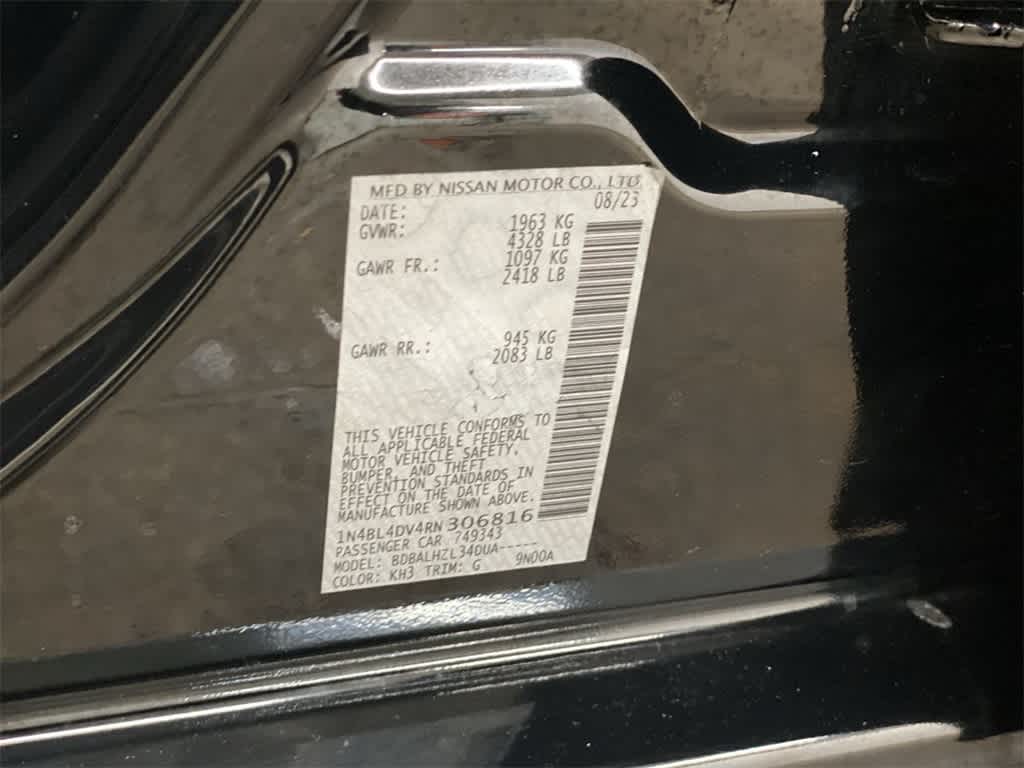 MFD BY NISSAN MOTOR CO., LTD
DATE: 08/23
GVWR: 1963 KG
4328 LB
GAWR FR.: 1097 KG
2418 LB
GAWR RR.: 945 KG
2083 LB
THIS VEHICLE CONFORMS TO
ALL APPLICABLE FEDERAL
MOTOR VEHICLE SAFETY,
BUMPER, AND THEFT
PREVENTION STANDARDS IN
EFFECT ON THE DATE OF
MANUFACTURE SHOWN ABOVE.
1N4BL4DV4RN306816
PASSENGER CAR 749343
MODEL: BDBALHZL34DUA-----
COLOR: KH3 TRIM: G 9N00A